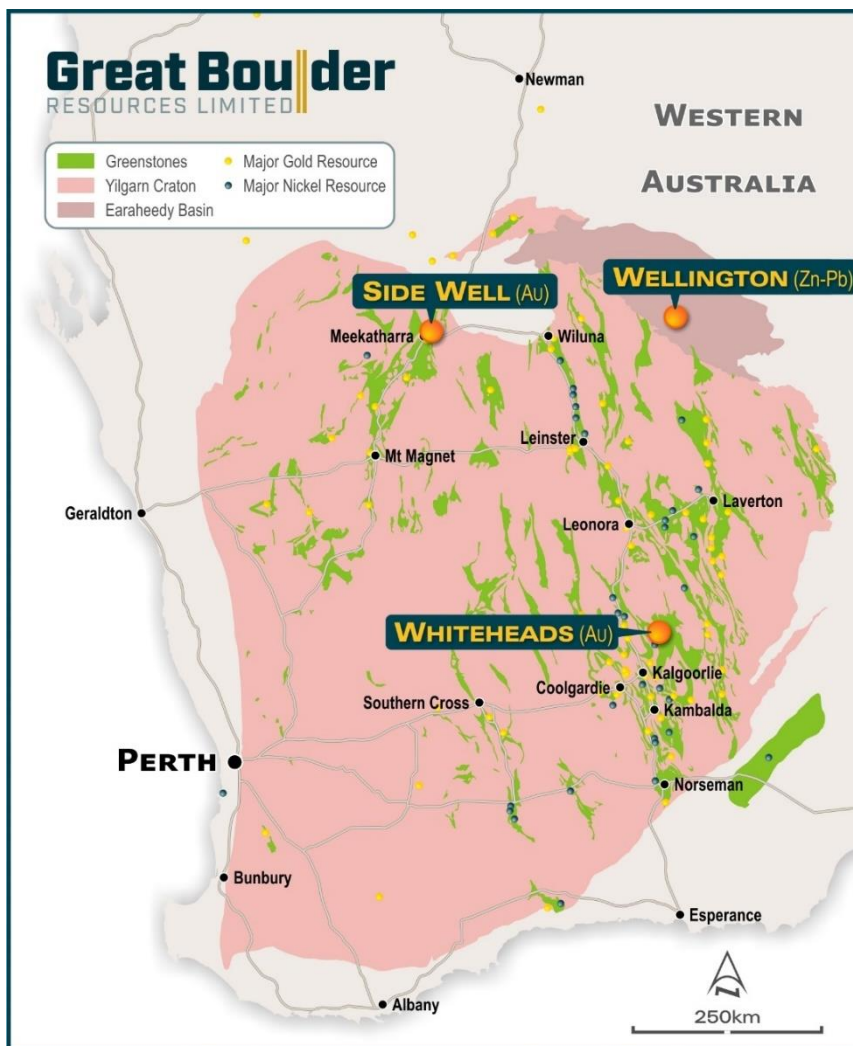 Great Boulder
RESOURCES LIMITED
Newman
WESTERN
AUSTRALIA
Greenstones
Major Gold Resource
Yilgarn Craton
Major Nickel Resource
Earaheedy Basin
SIDE WELL (Au)
WELLINGTON (Zn-Pb)
Meekatharra
Wiluna
Leinster
Mt Magnet
Geraldton
Laverton
Leonora
WHITEHEADS (Au)
Kalgoorlie
Coolgardie
Southern Cross
Kambalda
PERTH
Norseman
Bunbury
Esperance
N
250km
Albany